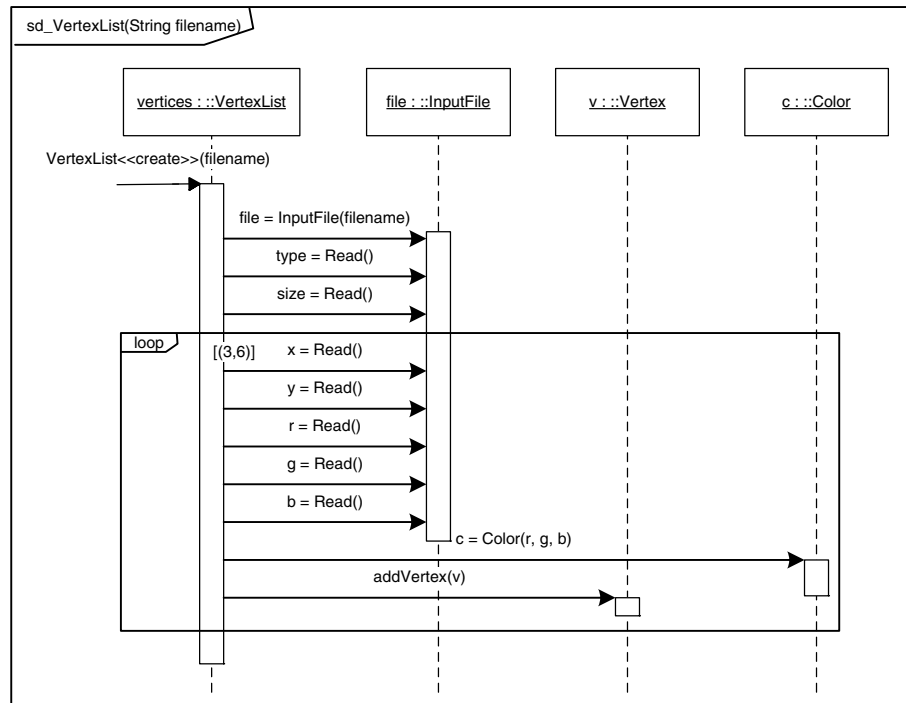 sd_VertexList(String filename)
vertices : ::VertexList
file : ::InputFile
v : ::Vertex
c : ::Color
VertexList<<create>>(filename)
file = InputFile(filename)
type = Read()
size = Read()
loop
[(3,6)]
x = Read()
y = Read()
r = Read()
g = Read()
b = Read()
c = Color(r, g, b)
addVertex(v)